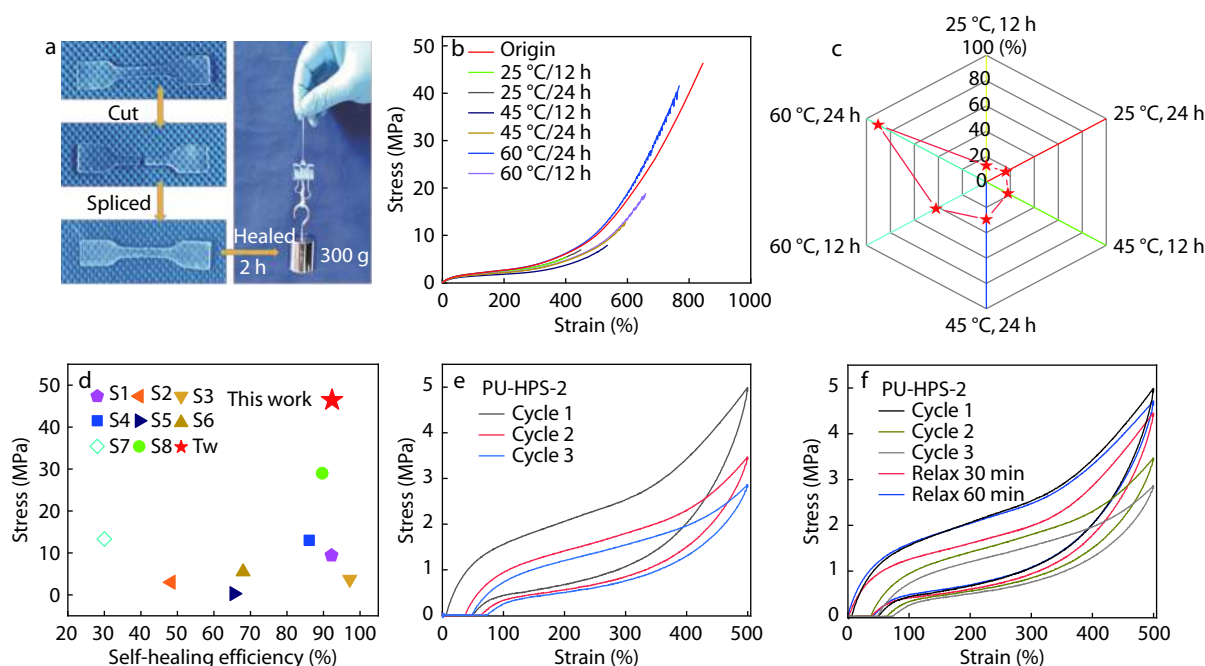 a
Cut
Spliced
Healed
2 h
300 g
b
50
40
30
20
10
0
Stress (MPa)
Origin
25 °C/12 h
25 °C/24 h
45 °C/12 h
45 °C/24 h
60 °C/24 h
60 °C/12 h
0 200 400 600 800 1000
Strain (%)
c
25 °C, 12 h
100 (%)
80
60
40
20
0
25 °C, 24 h
45 °C, 12 h
45 °C, 24 h
60 °C, 12 h
60 °C, 24 h
d
50
40
30
20
10
0
Stress (MPa)
S1 S2 S3
S4 S5 S6
S7 S8 Tw
This work
20 30 40 50 60 70 80 90 100
Self-healing efficiency (%)
e
5
4
3
2
1
0
Stress (MPa)
PU-HPS-2
Cycle 1
Cycle 2
Cycle 3
0 100 200 300 400 500
Strain (%)
f
5
4
3
2
1
0
Stress (MPa)
PU-HPS-2
Cycle 1
Cycle 2
Cycle 3
Relax 30 min
Relax 60 min
0 100 200 300 400 500
Strain (%)